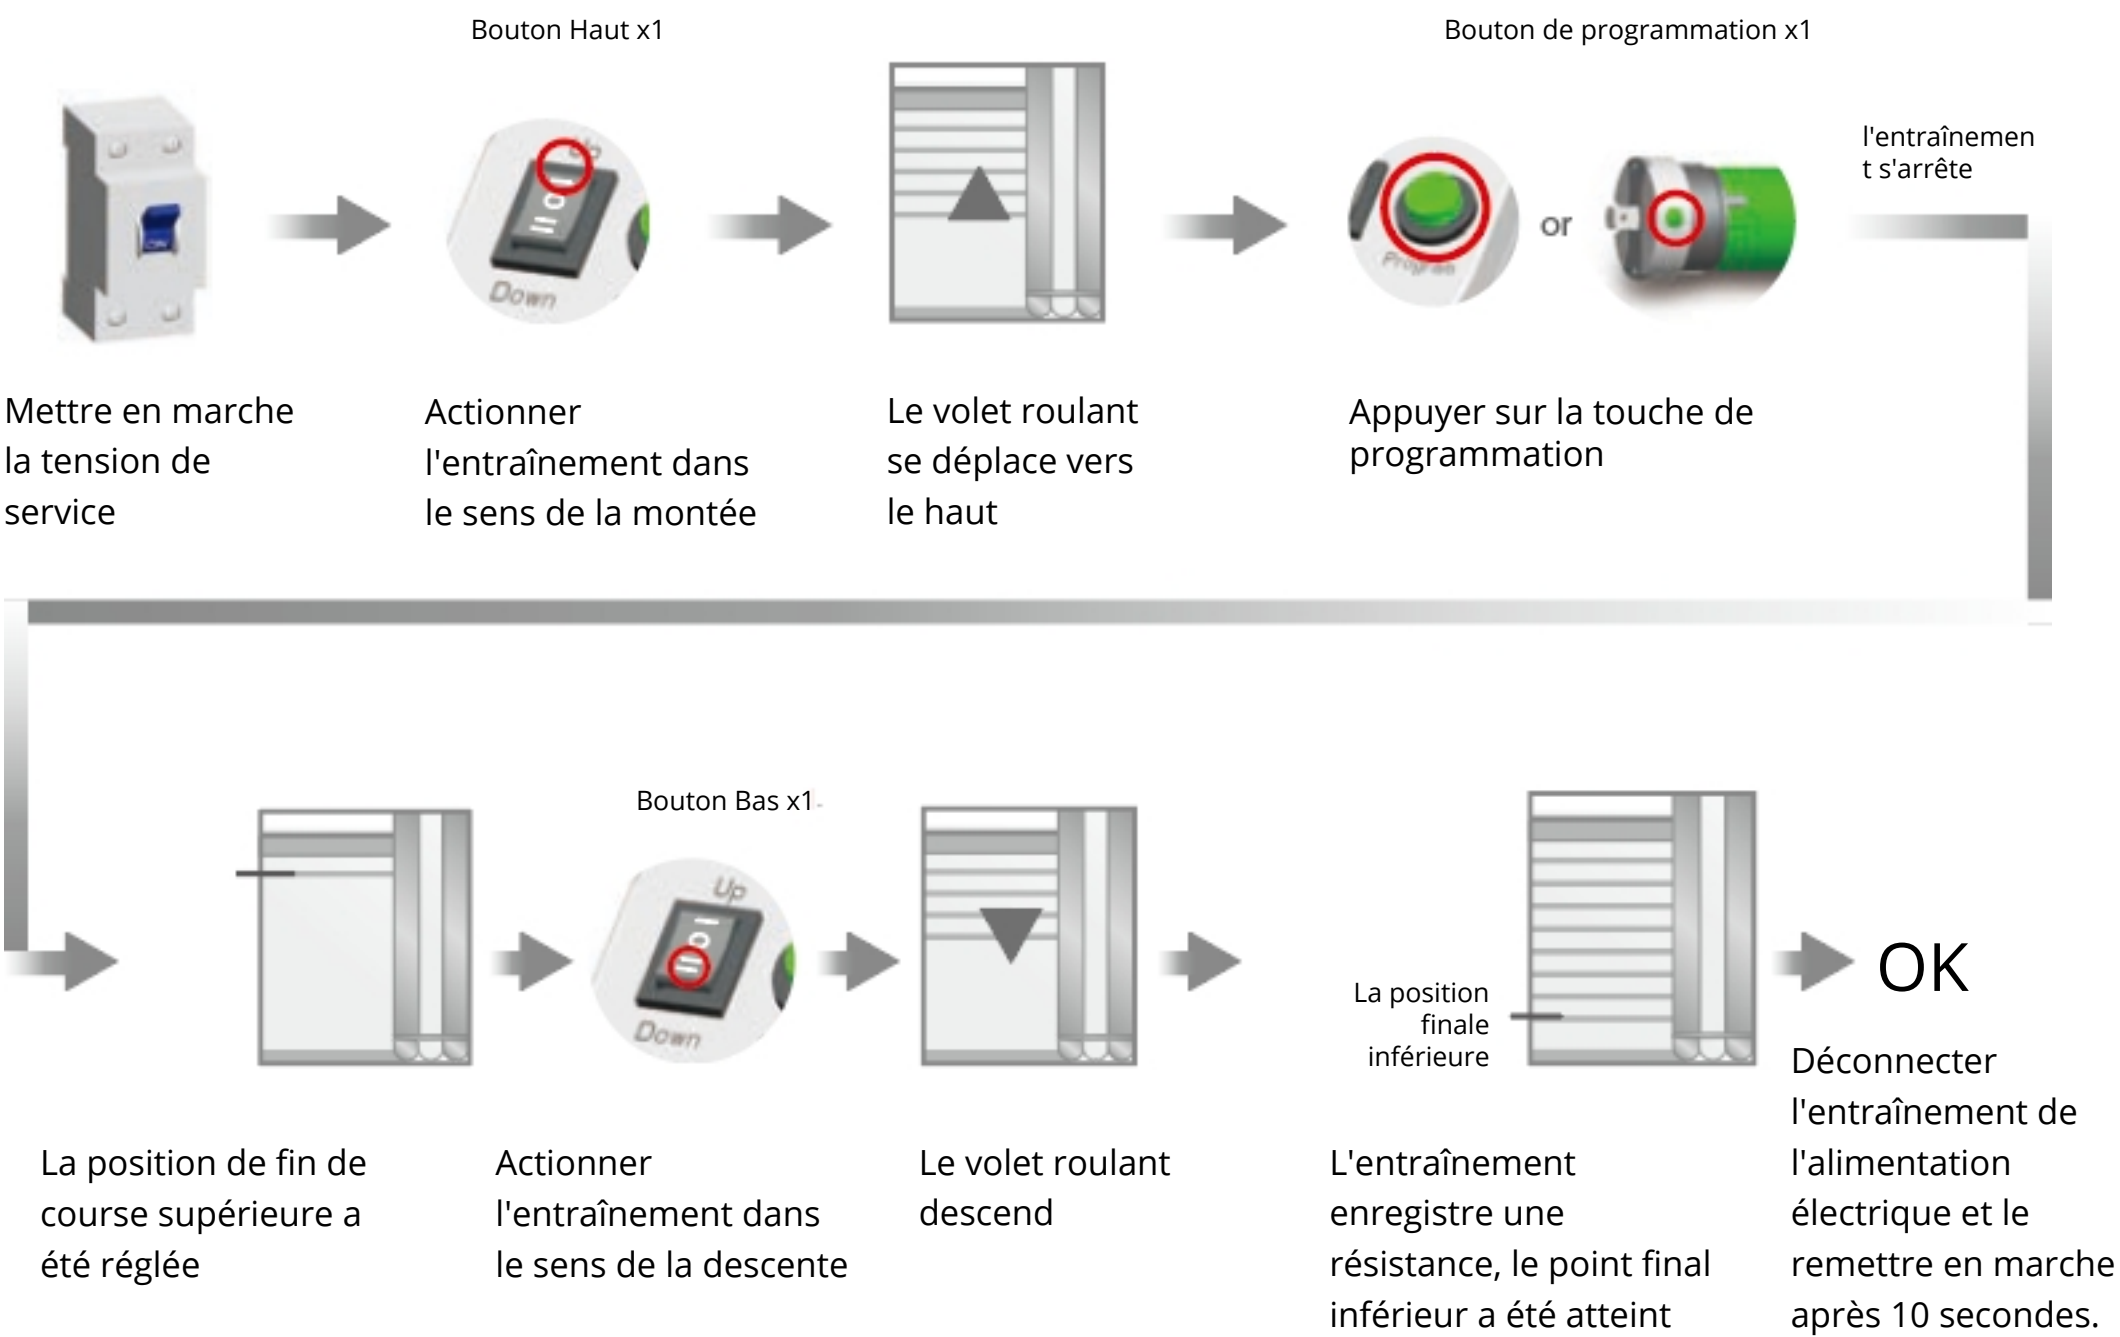 Bouton Haut x1
Bouton de programmation x1
Up
Down
Program
or
l'entraînemen
t s'arrête
Mettre en marche
la tension de
service
Actionner
l'entraînement dans
le sens de la montée
Le volet roulant
se déplace vers
le haut
Appuyer sur la touche de
programmation
Bouton Bas x1
Up
Down
La position
finale
inférieure
OK
La position de fin de
course supérieure a
été réglée
Actionner
l'entraînement dans
le sens de la descente
Le volet roulant
descend
L'entraînement
enregistre une
résistance, le point final
inférieur a été atteint
Déconnecter
l'entraînement de
l'alimentation
électrique et le
remettre en marche
après 10 secondes.